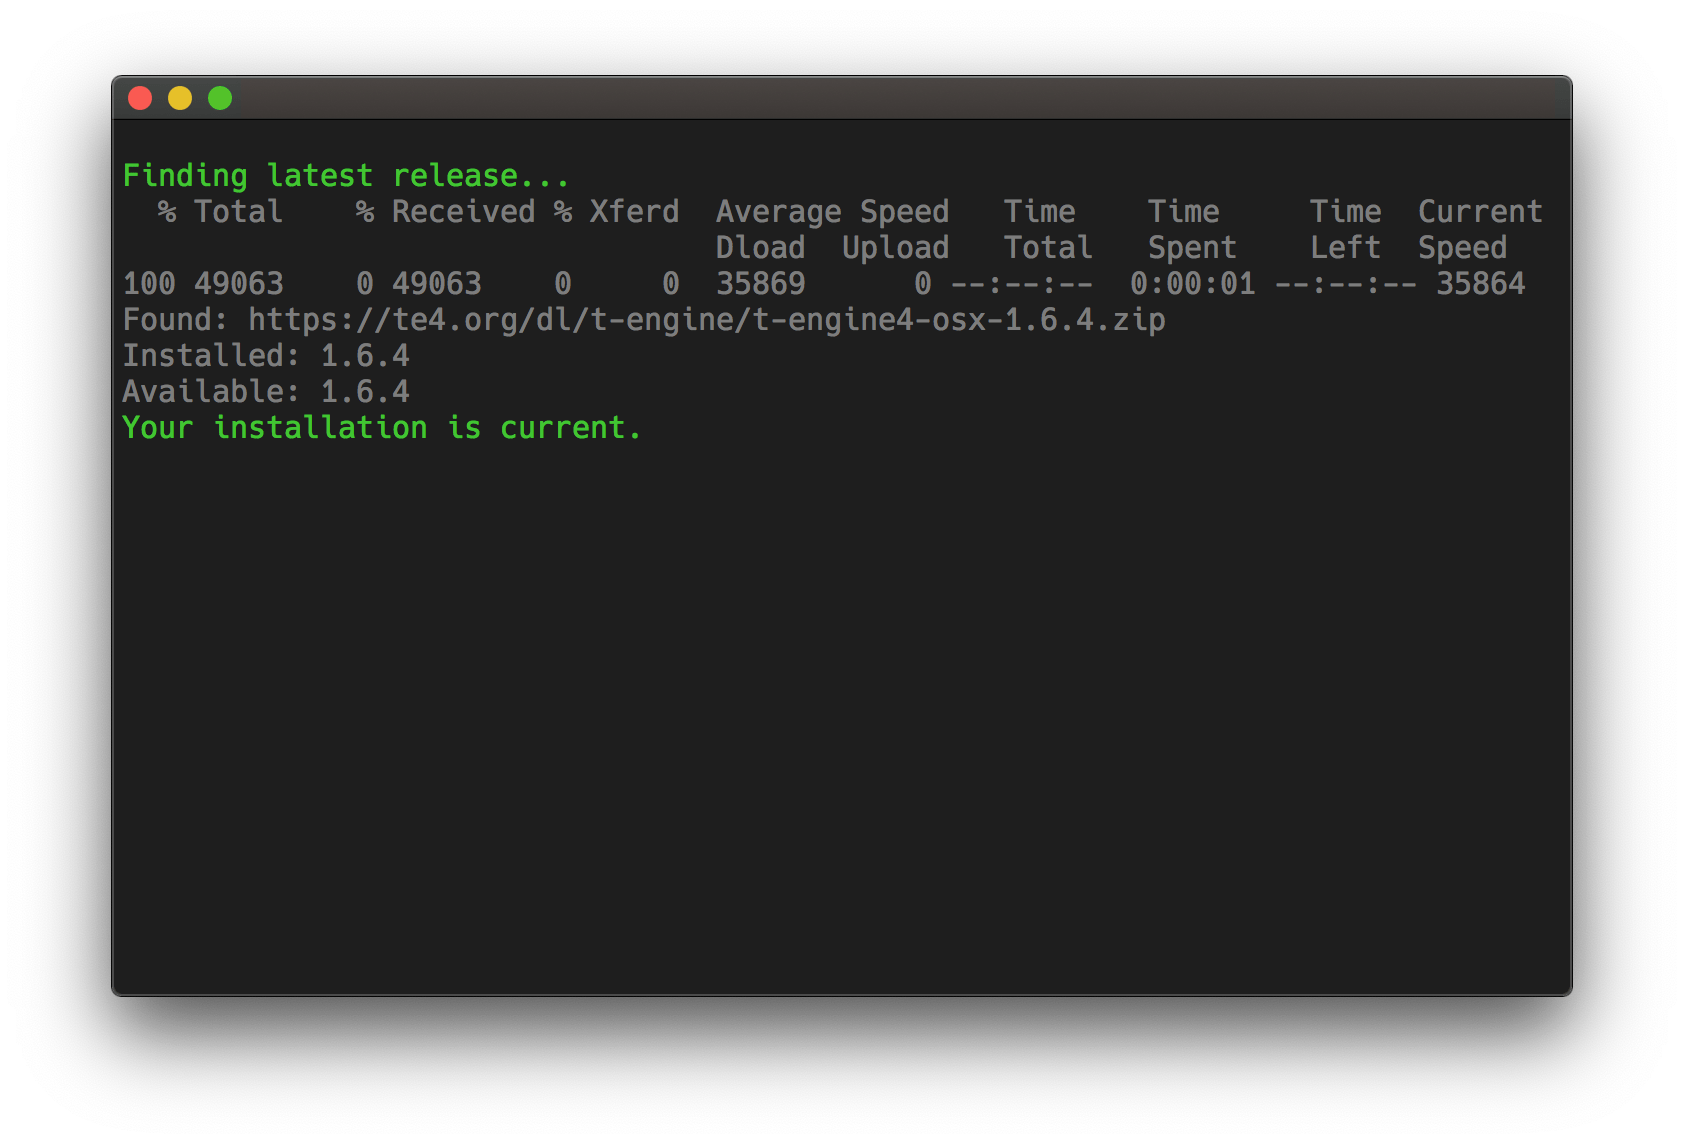 Finding latest release...
  % Total    % Received % Xferd  Average Speed   Time    Time     Time  Current
                                 Dload  Upload   Total   Spent    Left  Speed
100 49063    0 49063    0     0  35869      0 --:--:--  0:00:01 --:--:-- 35864
Found: https://te4.org/dl/t-engine/t-engine4-osx-1.6.4.zip
Installed: 1.6.4
Available: 1.6.4
Your installation is current.